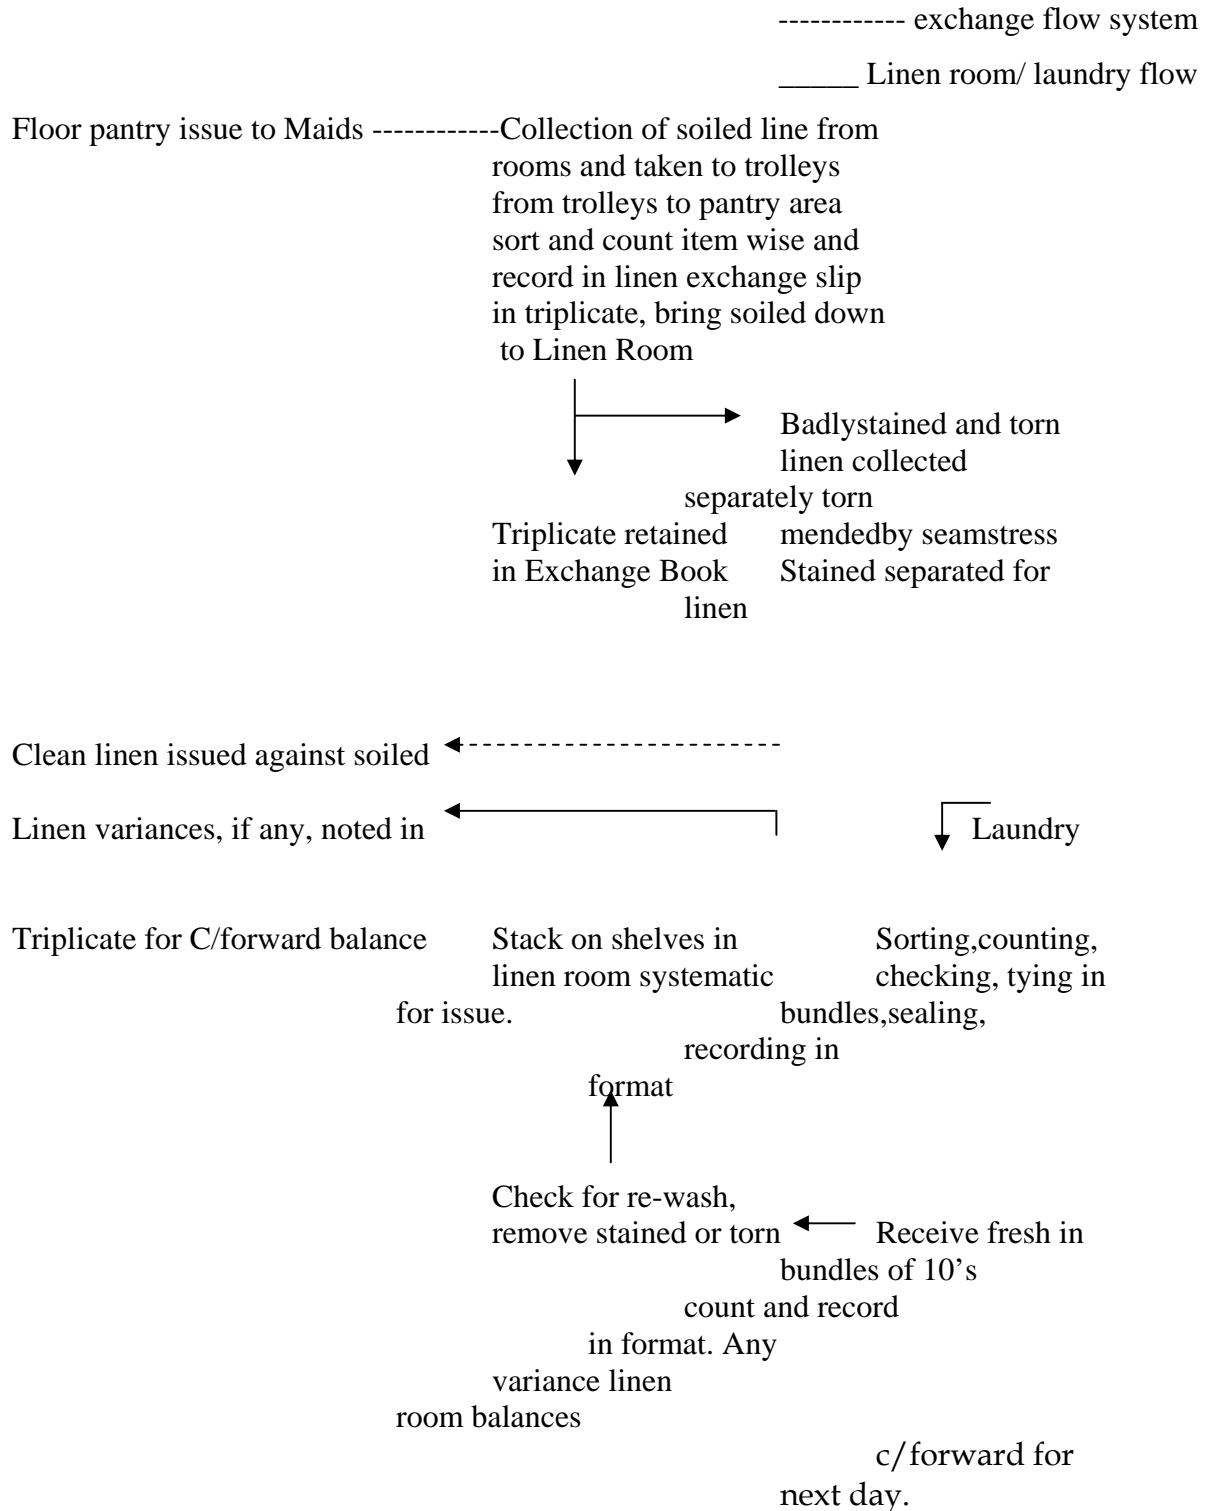 ------------ exchange flow system
_____ Linen room/ laundry flow
Floor pantry issue to Maids ------------Collection of soiled line from
rooms and taken to trolleys
from trolleys to pantry area
sort and count item wise and
record in linen exchange slip
in triplicate, bring soiled down
to Linen Room
Badlystained and torn
linen collected
separately torn
Triplicate retained mendedby seamstress
in Exchange Book Stained separated for
linen
Clean linen issued against soiled
Linen variances, if any, noted in Laundry
Triplicate for C/forward balance Stack on shelves in Sorting,counting,
linen room systematic checking, tying in
for issue. bundles,sealing,
recording in
format
Check for re-wash,
remove stained or torn Receive fresh in
bundles of 10’s
count and record
in format. Any
variance linen
room balances
c/forward for
next day.